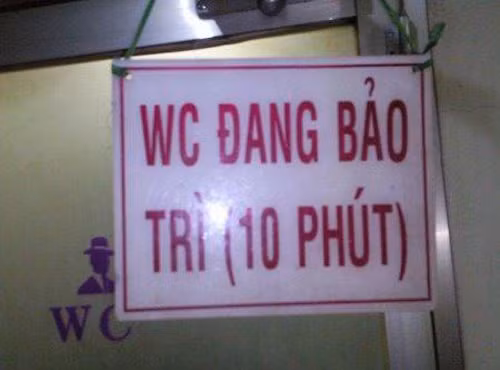 WC ĐANG BẢO
TRÌ (10 PHÚT)
WC